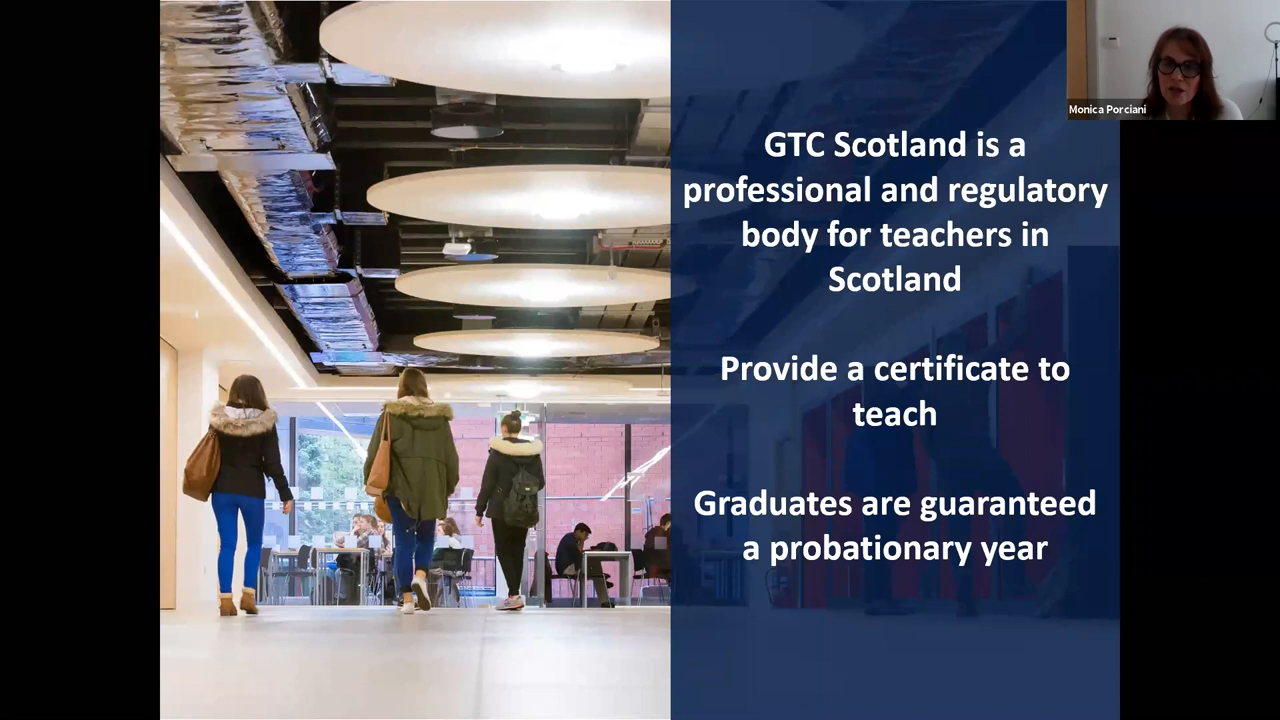 Monica Porciani
GTC Scotland is a
professional and regulatory
body for teachers in
Scotland
Provide a certificate to
teach
Graduates are guaranteed
a probationary year